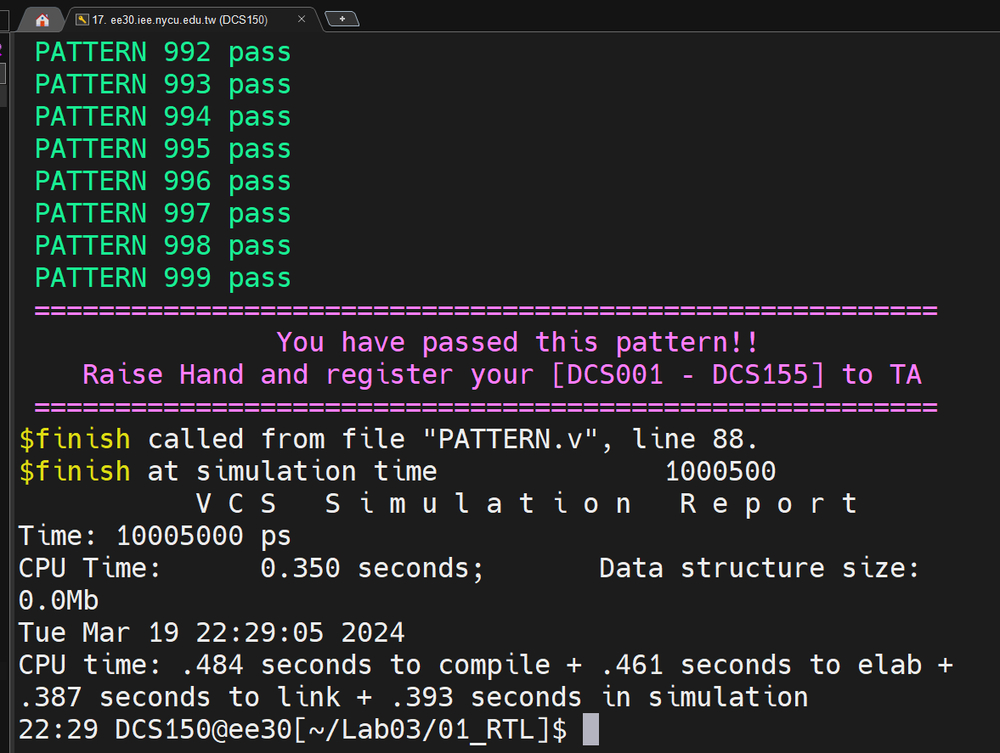 17. ee30.iee.nycu.edu.tw (DCS150)
PATTERN 992 pass
PATTERN 993 pass
PATTERN 994 pass
PATTERN 995 pass
PATTERN 996 pass
PATTERN 997 pass
PATTERN 998 pass
PATTERN 999 pass
========================================================
You have passed this pattern!!
Raise Hand and register your [DCS001 - DCS155] to TA
========================================================
$finish called from file "PATTERN.v", line 88.
$finish at simulation time 1000500
V C S S i m u l a t i o n R e p o r t
Time: 10005000 ps
CPU Time: 0.350 seconds; Data structure size:
0.0Mb
Tue Mar 19 22:29:05 2024
CPU time: .484 seconds to compile + .461 seconds to elab +
.387 seconds to link + .393 seconds in simulation
22:29 DCS150@ee30[~/Lab03/01_RTL]$